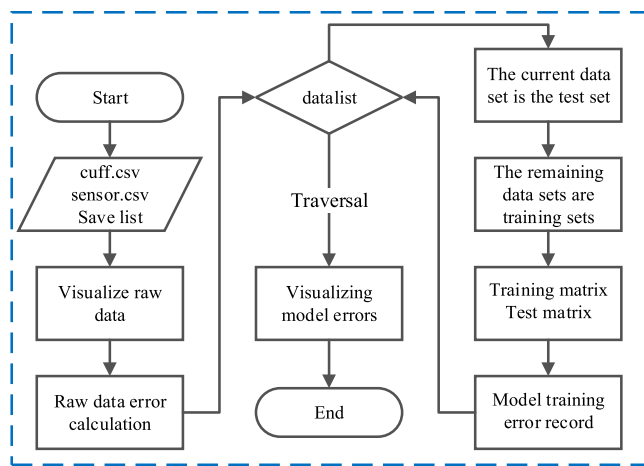 Start
cuff.csv
sensor.csv
Save list
Visualize raw
data
Raw data error
calculation
datalist
Traversal
Visualizing
model errors
End
The current data
set is the test set
The remaining
data sets are
training sets
Training matrix
Test matrix
Model training
error record